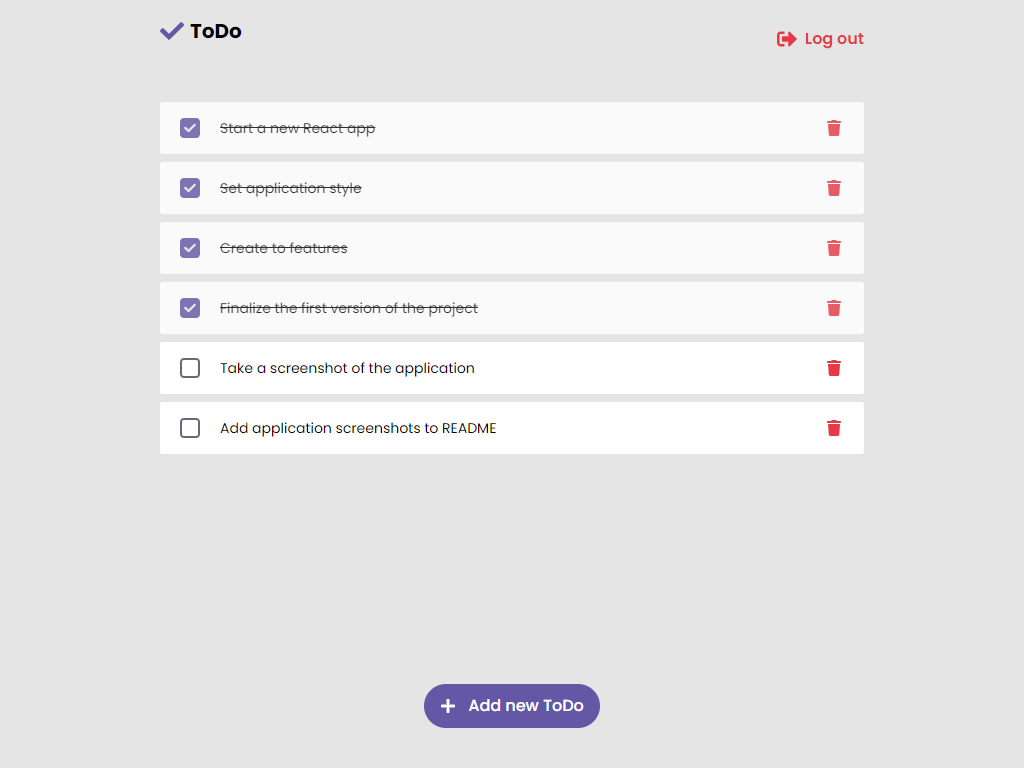 ToDo
Log out
Start a new React app
Set application style
Create to features
Finalize the first version of the project
Take a screenshot of the application
Add application screenshots to README
Add new ToDo